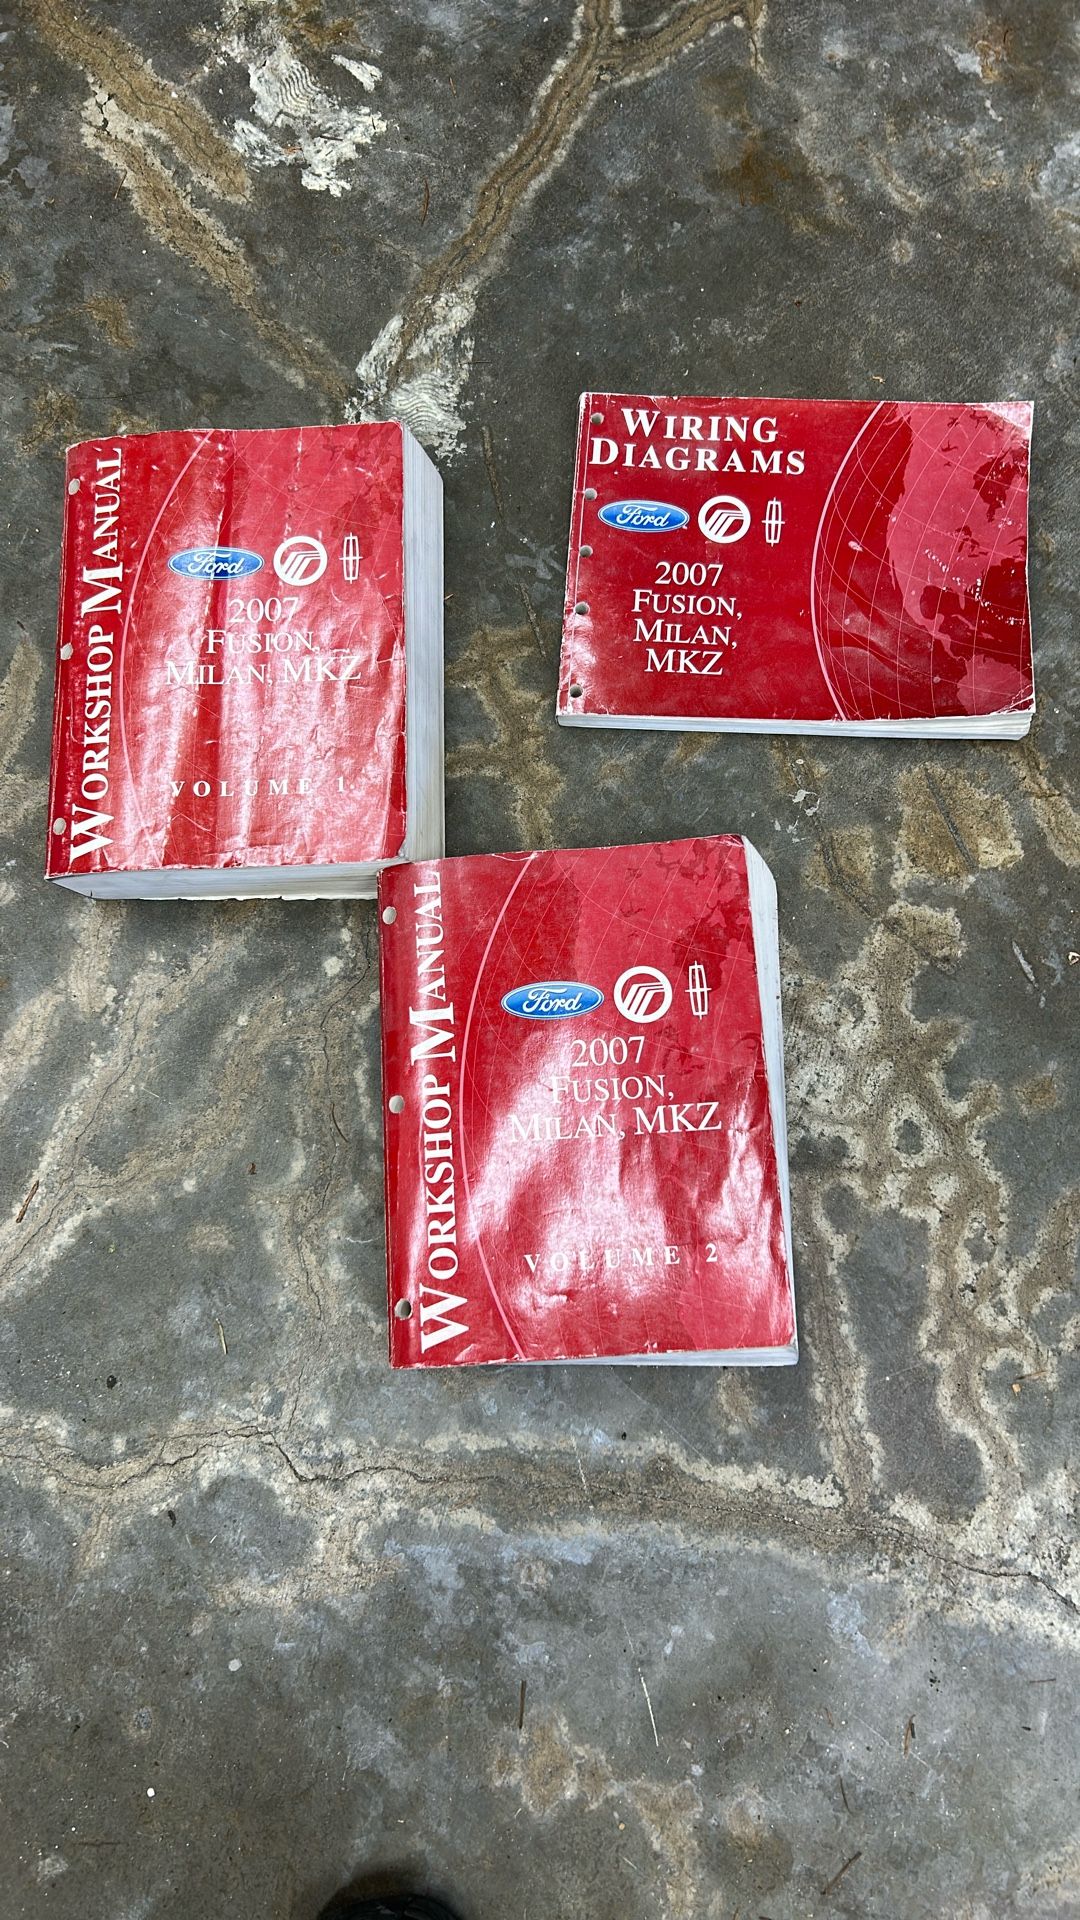 WORKSHOP MANUAL
Ford
2007
FUSION,
MILAN, MKZ
VOLUME 1
WIRING
DIAGRAMS
Ford
2007
FUSION,
MILAN,
MKZ
WORKSHOP MANUAL
Ford
2007
FUSION,
MILAN, MKZ
VOLUME 2